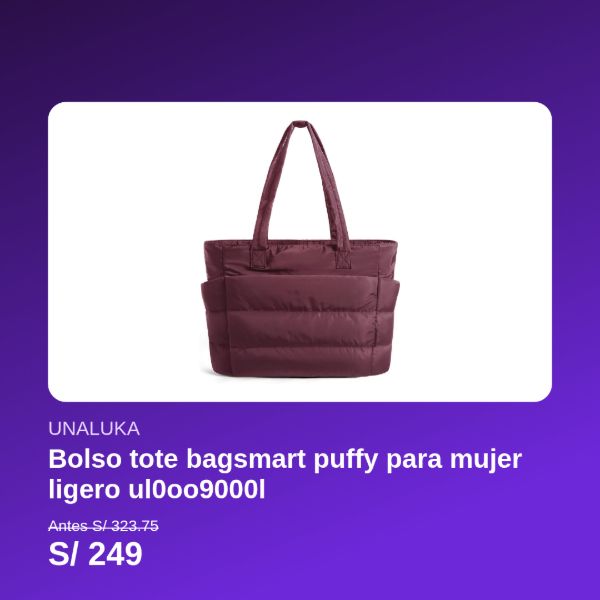 UNALUKA
Bolso tote bagsmart puffy para mujer
ligero ul0oo9000l
Antes S/ 323.75
S/ 249